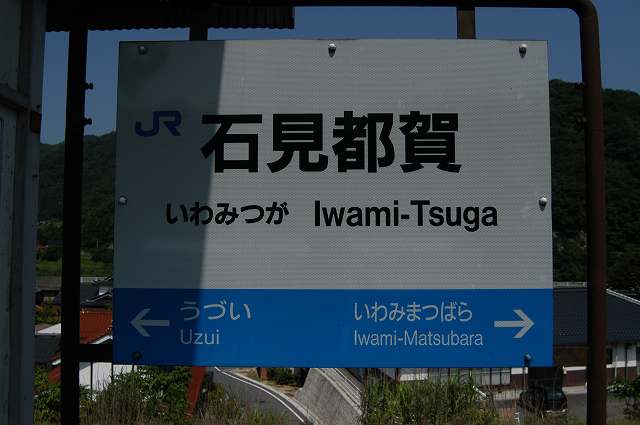 JR 石見都賀
いわみつが Iwami-Tsuga
← うづい いわみまつばら →
Uzui Iwami-Matsubara